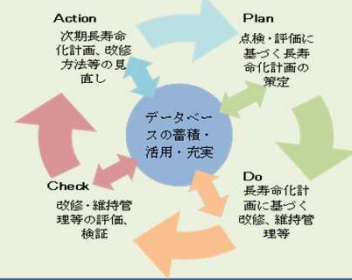 Action
次期長寿命
化計画、改修
方法等の見
直し
Plan
点検・評価に
基づく長寿
命化計画の
策定
データベー
スの蓄積・
活用・充実
Check
改修・維持管
理等の評価、
検証
Do
長寿命化計
画に基づく
改修、維持管
理等